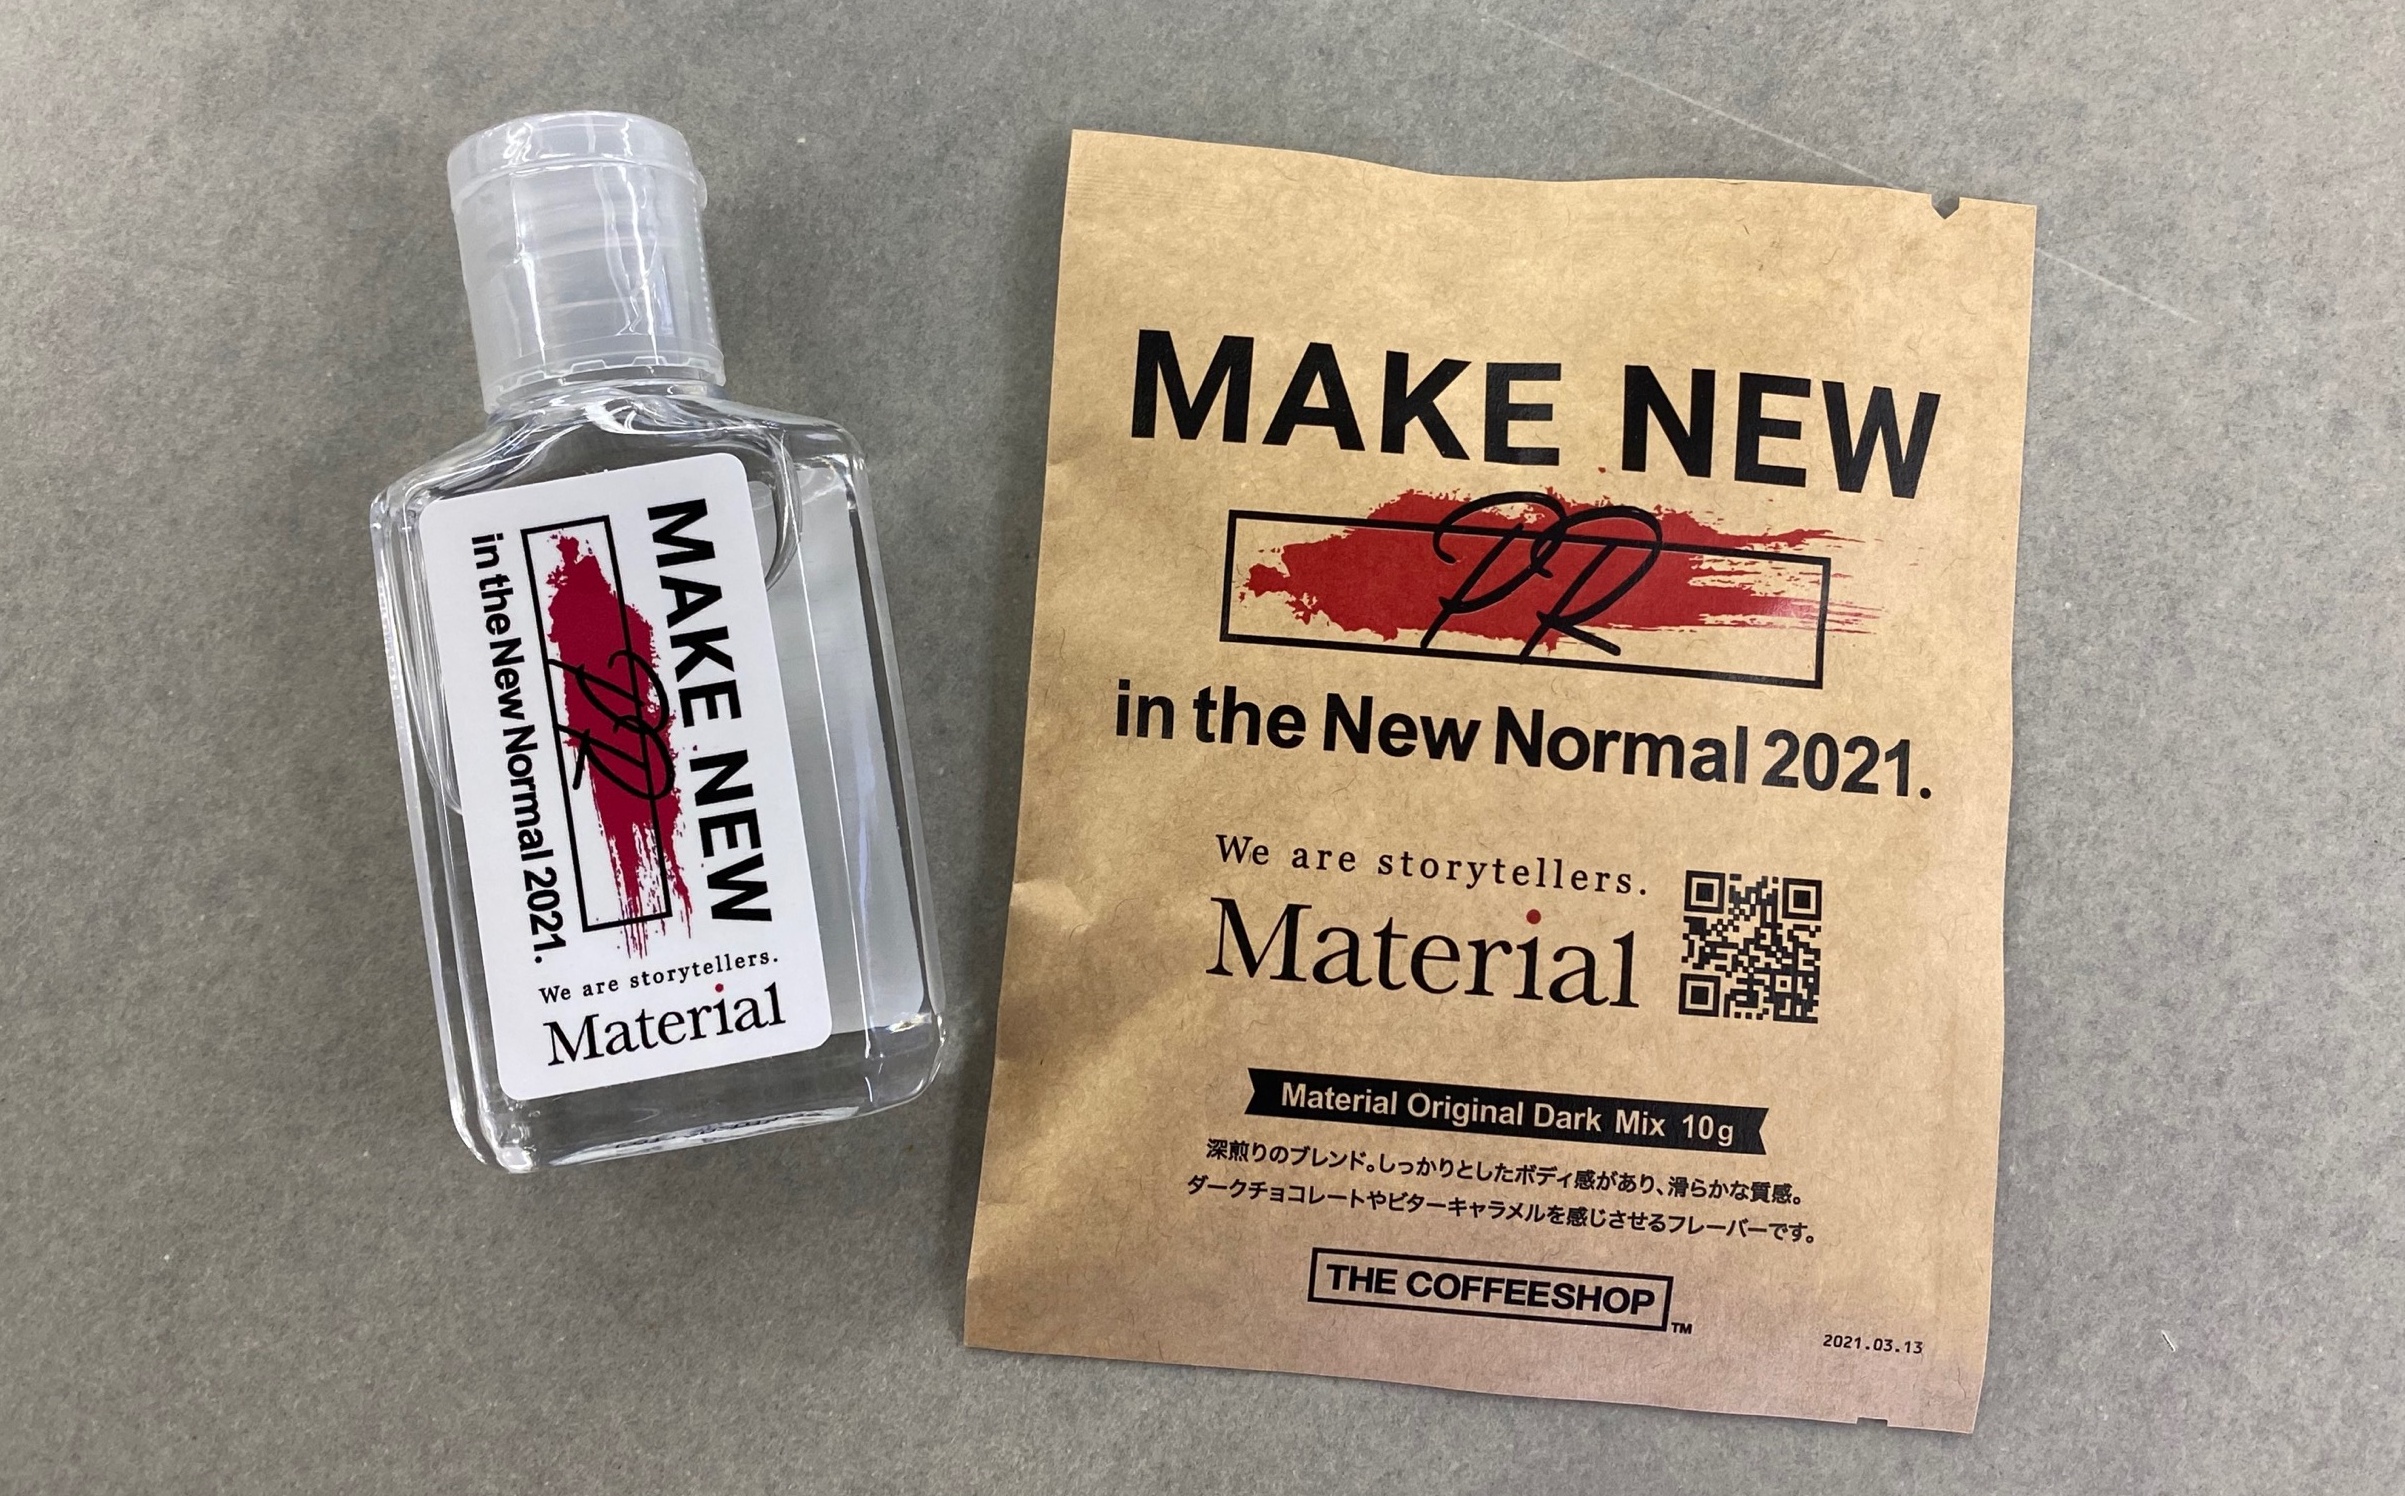 MAKE NEW
PR
in the New Normal 2021.
We are storytellers.
Material
MAKE NEW
PR
in the New Normal 2021.
We are storytellers.
Material
Material Original Dark Mix 10g
深煎りのブレンド。しっかりとしたボディ感があり、滑らかな質感。
ダークチョコレートやビターキャラメルを感じさせるフレーバーです。
THE COFFEESHOP
TM
2021.03.13